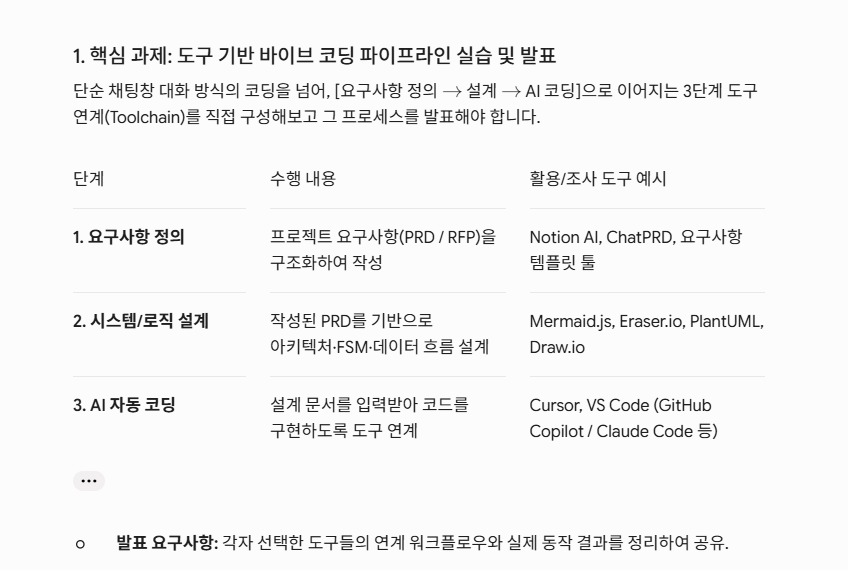 1. 핵심 과제: 도구 기반 바이브 코딩 파이프라인 실습 및 발표
단순 채팅창 대화 방식의 코딩을 넘어, [요구사항 정의 → 설계 → AI 코딩]으로 이어지는 3단계 도구
연계(Toolchain)를 직접 구성해보고 그 프로세스를 발표해야 합니다.
단계 수행 내용 활용/조사 도구 예시
1. 요구사항 정의 프로젝트 요구사항(PRD / RFP)을 Notion AI, ChatPRD, 요구사항
구조화하여 작성 템플릿 툴
2. 시스템/로직 설계 작성된 PRD를 기반으로 Mermaid.js, Eraser.io, PlantUML,
아키텍처·FSM·데이터 흐름 설계 Draw.io
3. AI 자동 코딩 설계 문서를 입력받아 코드를 Cursor, VS Code (GitHub
구현하도록 도구 연계 Copilot / Claude Code 등)
...
발표 요구사항: 각자 선택한 도구들의 연계 워크플로우와 실제 동작 결과를 정리하여 공유.